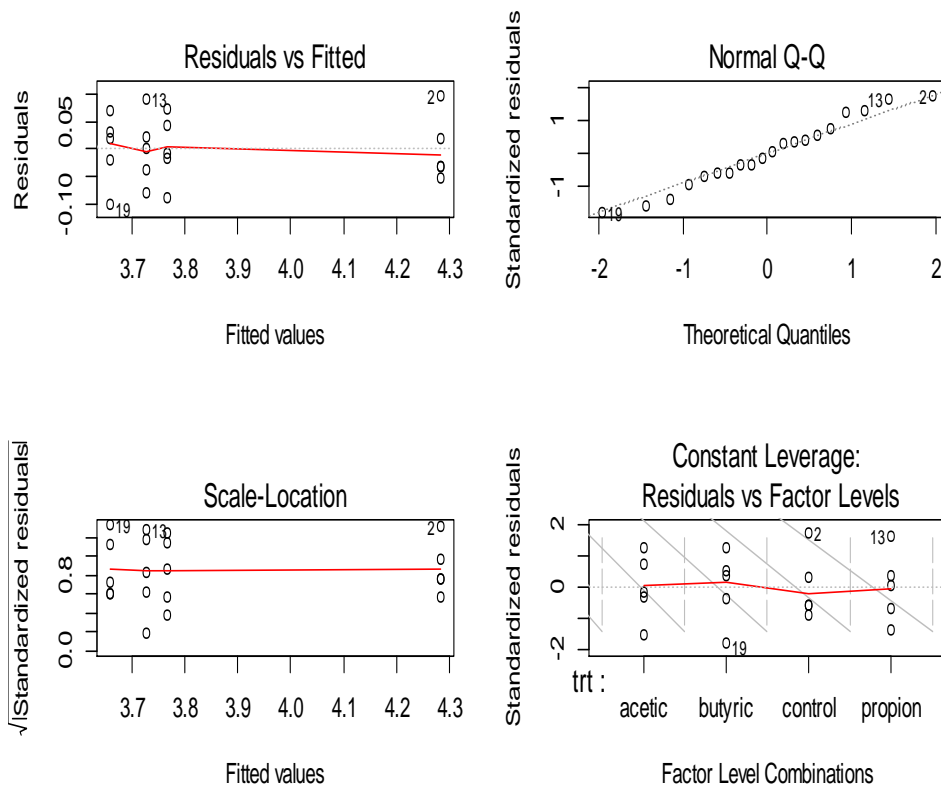 Residuals vs Fitted
Residuals
0.05
-0.10
13
2
19
3.7 3.8 3.9 4.0 4.1 4.2 4.3
Fitted values
Normal Q-Q
Standardized residuals
1
-1
13
2
19
-2 -1 0 1 2
Theoretical Quantiles
Scale-Location
√|Standardized residuals|
0.8
0.0
19
13
2
3.7 3.8 3.9 4.0 4.1 4.2 4.3
Fitted values
Constant Leverage:
Residuals vs Factor Levels
Standardized residuals
2
0
-2
2
13
19
trt :
acetic butyric control propion
Factor Level Combinations